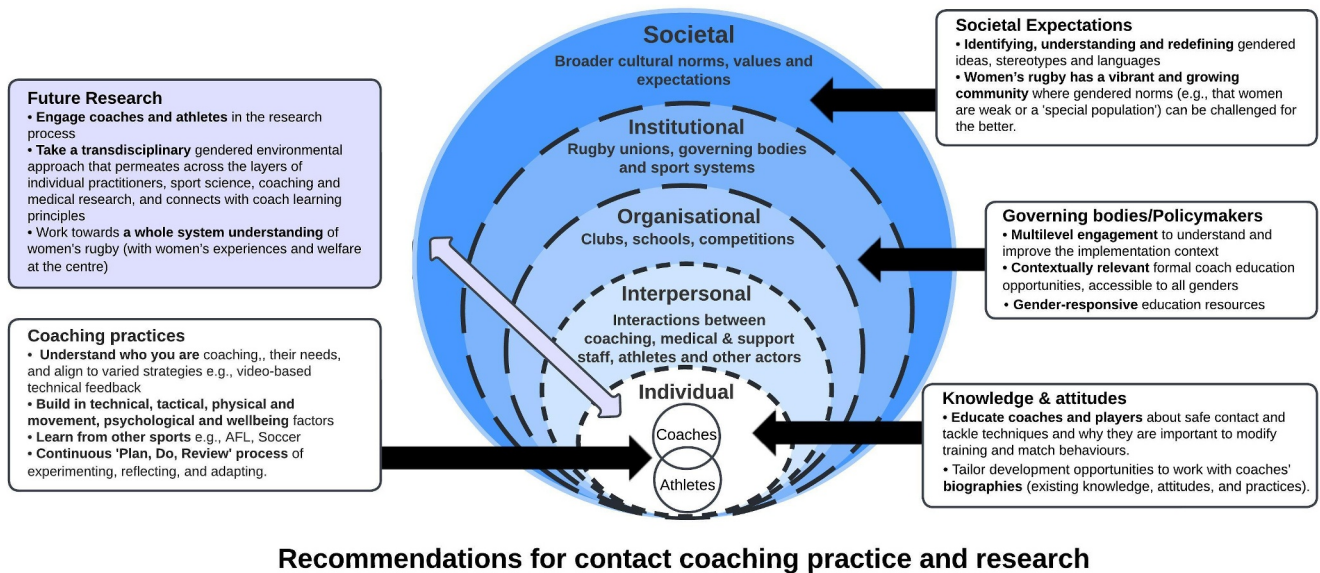 Societal
Broader cultural norms, values and
expectations
Institutional
Rugby unions, governing bodies
and sport systems
Organisational
Clubs, schools, competitions
Interpersonal
Interactions between
coaching, medical & support
staff, athletes and other actors
Individual
Coaches
Athletes
Future Research
• Engage coaches and athletes in the research
process
• Take a transdisciplinary gendered environmental
approach that permeates across the layers of
individual practitioners, sport science, coaching and
medical research, and connects with coach learning
principles
• Work towards a whole system understanding of
women's rugby (with women's experiences and welfare
at the centre)
Coaching practices
• Understand who you are coaching,, their needs,
and align to varied strategies e.g., video-based
technical feedback
• Build in technical, tactical, physical and
movement, psychological and wellbeing factors
• Learn from other sports e.g., AFL, Soccer
• Continuous 'Plan, Do, Review' process of
experimenting, reflecting, and adapting.
Societal Expectations
• Identifying, understanding and redefining gendered
ideas, stereotypes and languages
• Women's rugby has a vibrant and growing
community where gendered norms (e.g., that women
are weak or a 'special population') can be challenged for
the better.
Governing bodies/Policymakers
• Multilevel engagement to understand and
improve the implementation context
• Contextually relevant formal coach education
opportunities, accessible to all genders
• Gender-responsive education resources
Knowledge & attitudes
• Educate coaches and players about safe contact and
tackle techniques and why they are important to modify
training and match behaviours.
• Tailor development opportunities to work with coaches'
biographies (existing knowledge, attitudes, and practices).
Recommendations for contact coaching practice and research